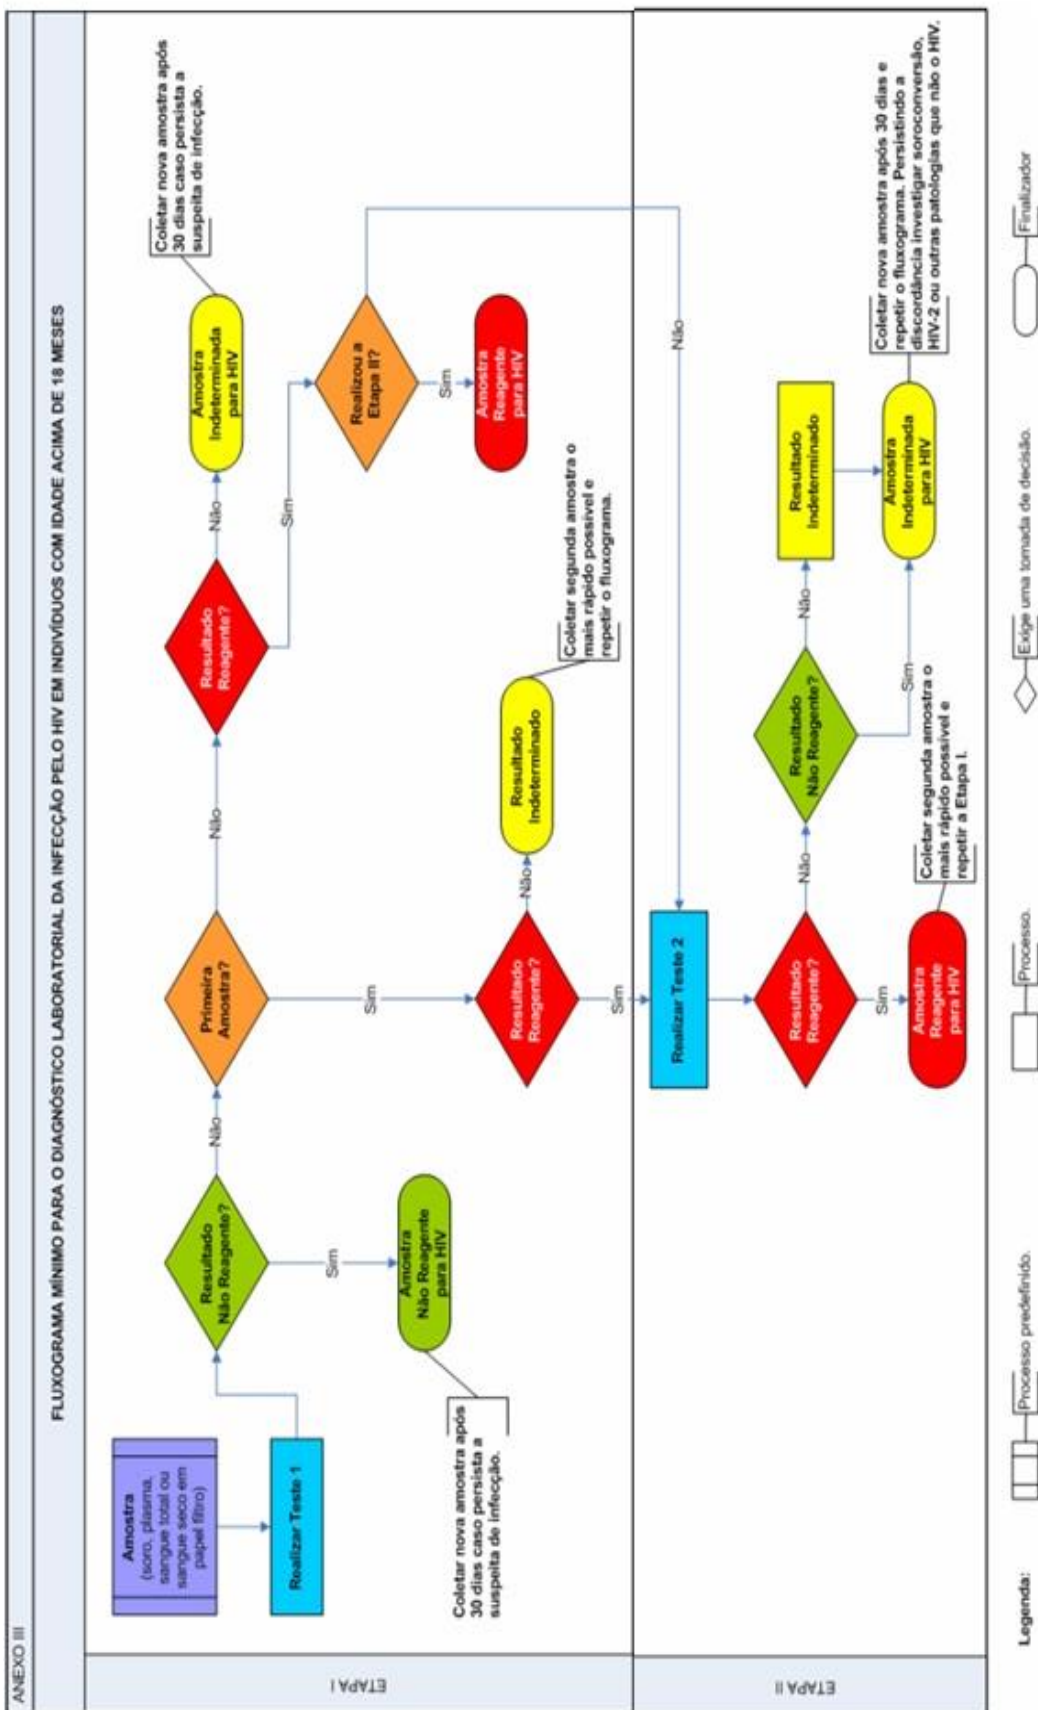 ANEXO III
FLUXOGRAMA MÍNIMO PARA O DIAGNÓSTICO LABORATORIAL DA INFECÇÃO PELO HIV EM INDIVÍDUOS COM IDADE ACIMA DE 18 MESES
ETAPA I
Amostra
(soro, plasma,
sangue total ou
sangue seco em
papel filtro)
Realizar Teste 1
Resultado
Não Reagente?
Sim
Amostra
Não Reagente
para HIV
Coletar nova amostra após
30 dias caso persista a
suspeita de infecção.
Não
Primeira
Amostra?
Não
Resultado
Reagente?
Não
Amostra
Indeterminada
para HIV
Coletar nova amostra após
30 dias caso persista a
suspeita de infecção.
Sim
Realizou a
Etapa II?
Sim
Amostra
Reagente
para HIV
Não
Sim
Resultado
Reagente?
Não
Resultado
Indeterminado
Coletar segunda amostra o
mais rápido possível e
repetir o fluxograma.
Sim
ETAPA II
Realizar Teste 2
Resultado
Reagente?
Sim
Amostra
Reagente
para HIV
Coletar segunda amostra o
mais rápido possível e
repetir a Etapa I.
Não
Resultado
Não Reagente?
Não
Resultado
Indeterminado
Sim
Amostra
Indeterminada
para HIV
Coletar nova amostra após 30 dias e
repetir o fluxograma. Persistindo a
discordância investigar soroconversão,
HIV-2 ou outras patologias que não o HIV.
Legenda:
Processo predefinido.
Processo.
Exige uma tomada de decisão.
Finalizador